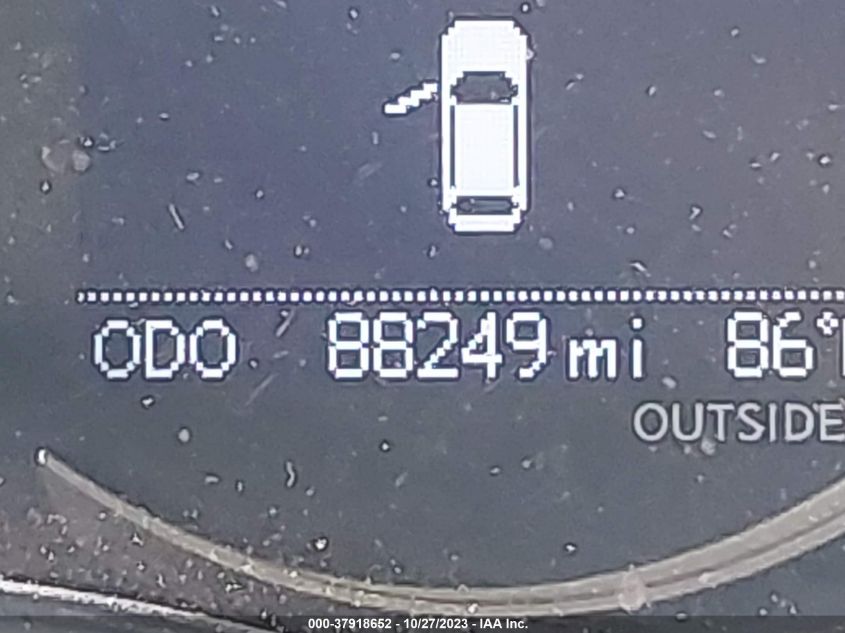 ODO 88249 mi 86°
OUTSIDE
000-37918652 - 10/27/2023 - IAA Inc.